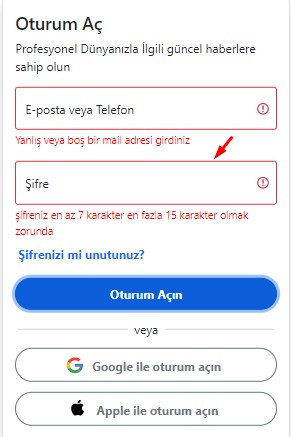 Oturum Aç
Profesyonel Dünyanızla İlgili güncel haberlere
sahip olun
E-posta veya Telefon
Yanlış veya boş bir mail adresi girdiniz
Şifre
şifreniz en az 7 karakter en fazla 15 karakter olmak
zorunda
Şifrenizi mi unutunuz?
Oturum Açın
veya
Google ile oturum açın
Apple ile oturum açın